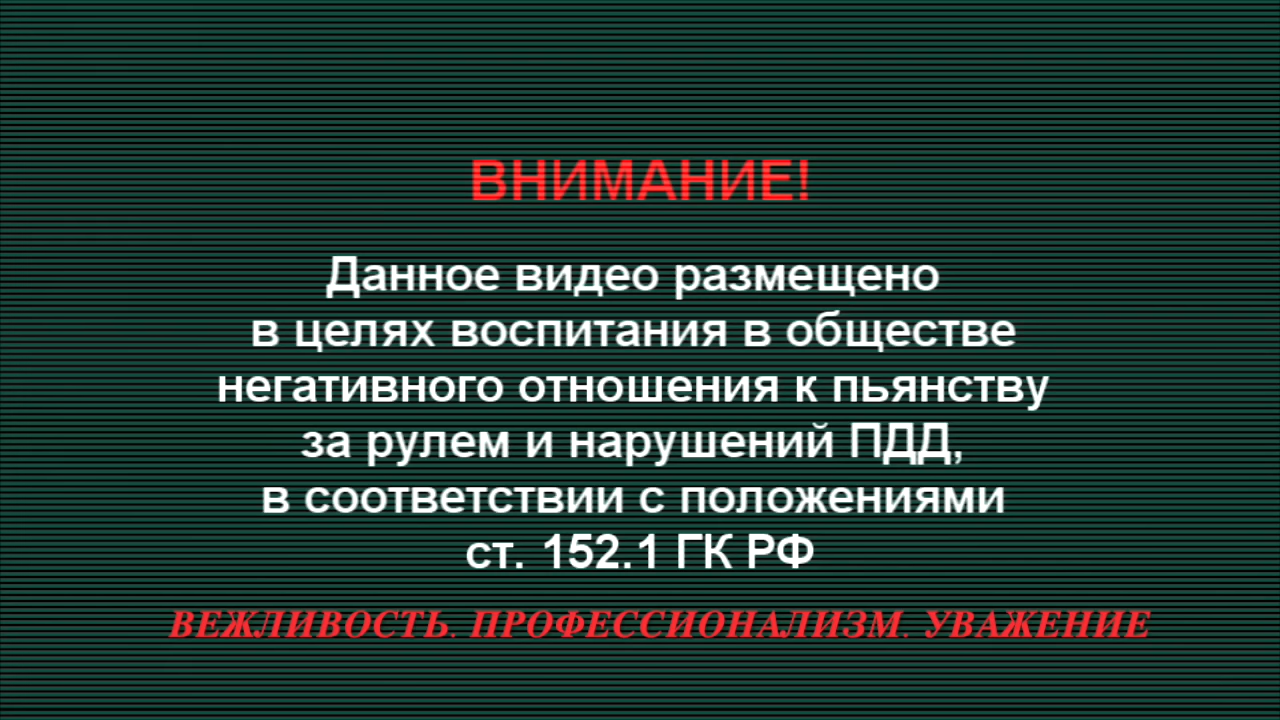 ВНИМАНИЕ!
Данное видео размещено
в целях воспитания в обществе
негативного отношения к пьянству
за рулем и нарушений ПДД,
в соответствии с положениями
ст. 152.1 ГК РФ
ВЕЖЛИВОСТЬ. ПРОФЕССИОНАЛИЗМ. УВАЖЕНИЕ